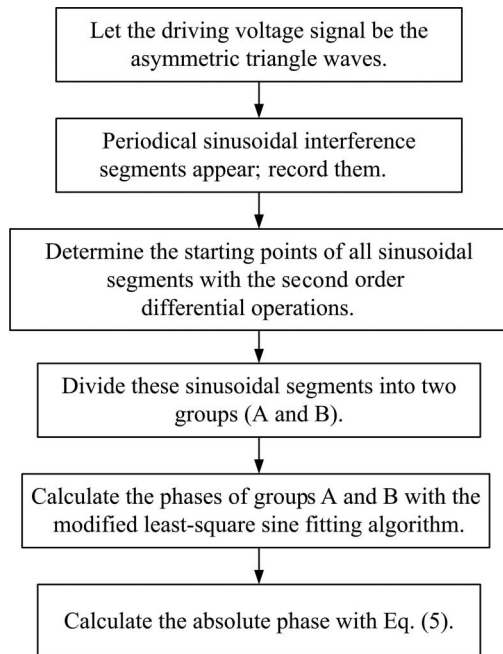 Let the driving voltage signal be the
asymmetric triangle waves.
Periodical sinusoidal interference
segments appear; record them.
Determine the starting points of all sinusoidal
segments with the second order
differential operations.
Divide these sinusoidal segments into two
groups (A and B).
Calculate the phases of groups A and B with the
modified least-square sine fitting algorithm.
Calculate the absolute phase with Eq. (5).